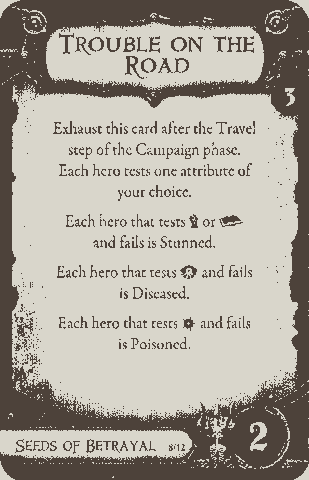 TROUBLE ON THE
ROAD
3
Exhaust this card after the Travel
step of the Campaign phase.
Each hero tests one attribute of
your choice.
Each hero that tests or
and fails is Stunned.
Each hero that tests and fails
is Diseased.
Each hero that tests and fails
is Poisoned.
SEEDS OF BETRAYAL 8/12
2